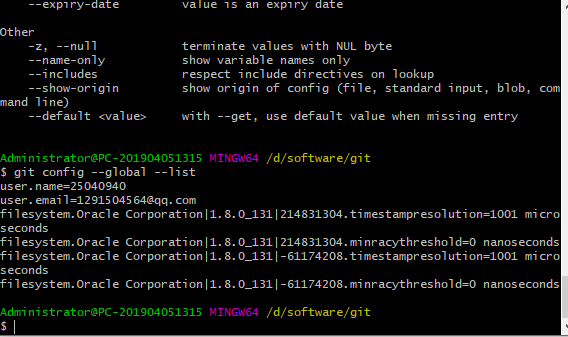 --expiry-date value is an expiry date
Other
-z, --null terminate values with NUL byte
--name-only show variable names only
--includes respect include directives on lookup
--show-origin show origin of config (file, standard input, blob, com
mand line)
--default <value> with --get, use default value when missing entry
Administrator@PC-201904051315 MINGW64 /d/software/git
$ git config --global --list
user.name=25040940
user.email=1291504564@qq.com
filesystem.Oracle Corporation|1.8.0_131|214831304.timestampresolution=1001 micro
seconds
filesystem.Oracle Corporation|1.8.0_131|214831304.minracythreshold=0 nanoseconds
filesystem.Oracle Corporation|1.8.0_131|-61174208.timestampresolution=1001 micro
seconds
filesystem.Oracle Corporation|1.8.0_131|-61174208.minracythreshold=0 nanoseconds
Administrator@PC-201904051315 MINGW64 /d/software/git
$